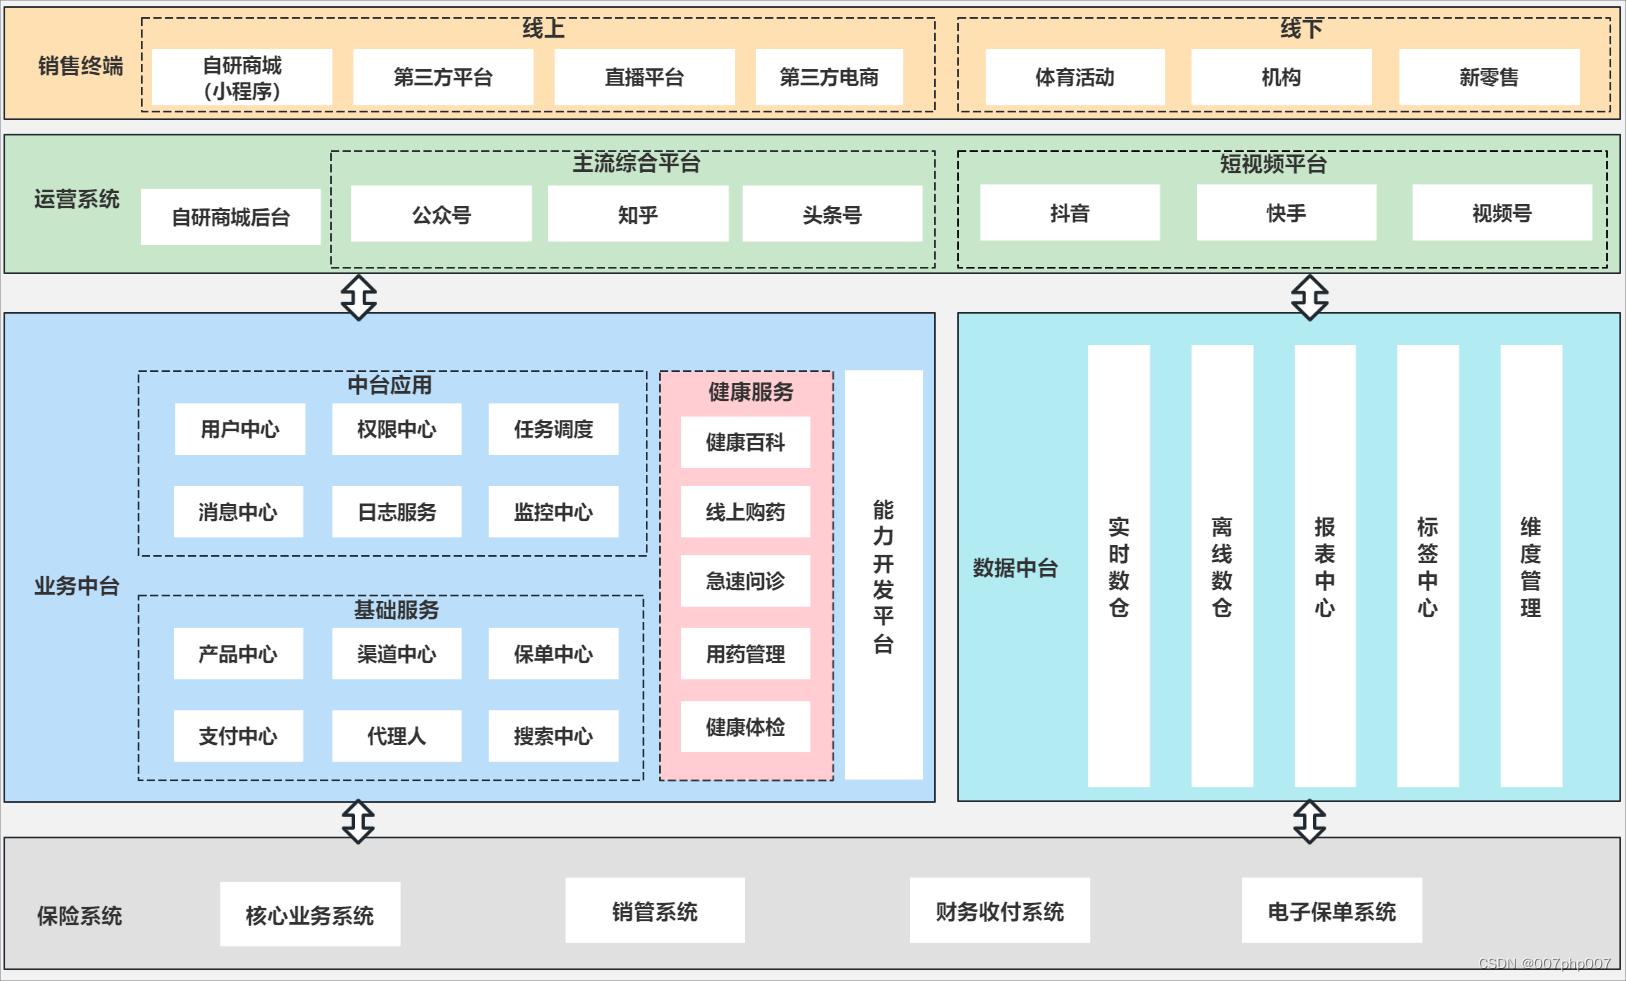 线上
线下
销售终端
自研商城
（小程序）
第三方平台
直播平台
第三方电商
体育活动
机构
新零售
主流综合平台
短视频平台
运营系统
自研商城后台
公众号
知乎
头条号
抖音
快手
视频号
业务中台
中台应用
用户中心
权限中心
任务调度
消息中心
日志服务
监控中心
基础服务
产品中心
渠道中心
保单中心
支付中心
代理人
搜索中心
健康服务
健康百科
线上购药
急速问诊
用药管理
健康体检
能力开发平台
数据中台
实时数仓
离线数仓
报表中心
标签中心
维度管理
保险系统
核心业务系统
销管系统
财务收付系统
电子保单系统
CSDN @007php007